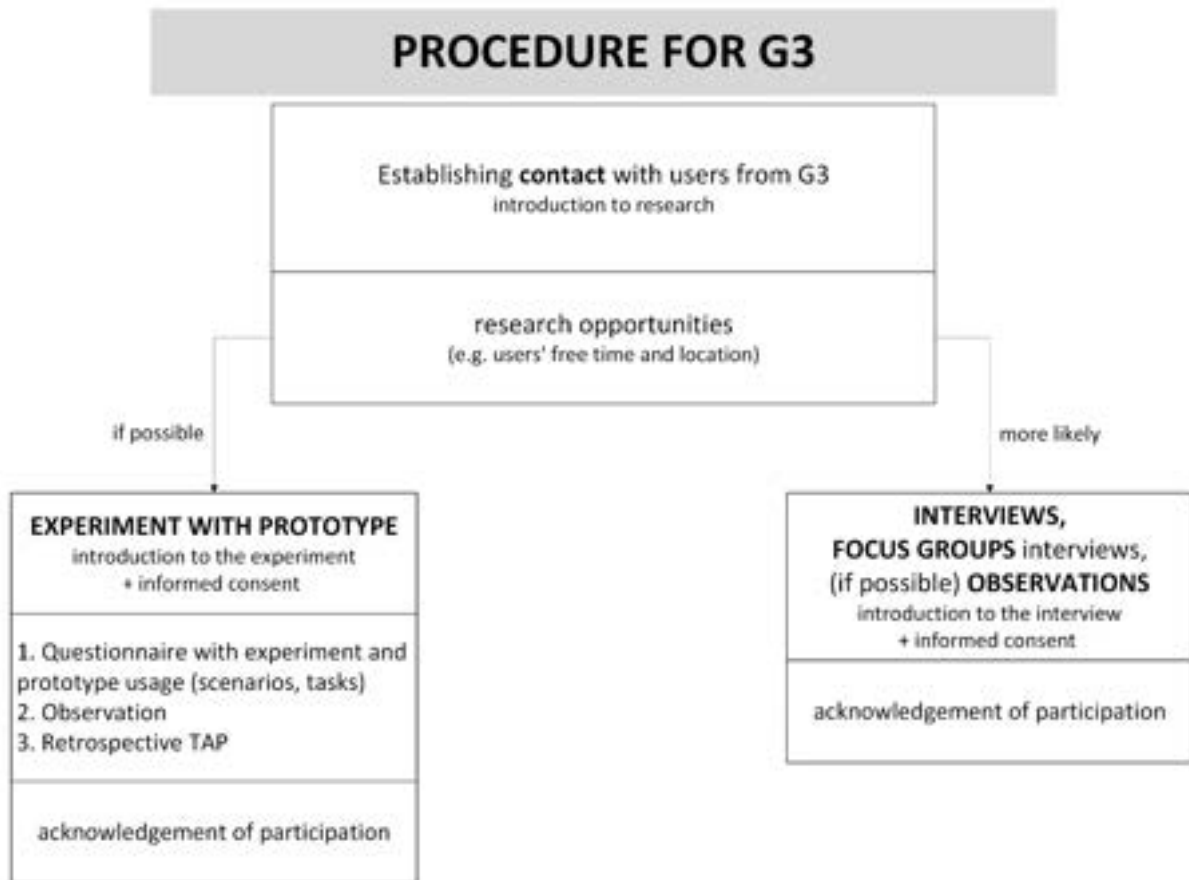 PROCEDURE FOR G3
Establishing contact with users from G3
introduction to research
research opportunities
(e.g. users' free time and location)
if possible
more likely
EXPERIMENT WITH PROTOTYPE
introduction to the experiment
+ informed consent
1. Questionnaire with experiment and
prototype usage (scenarios, tasks)
2. Observation
3. Retrospective TAP
acknowledgement of participation
INTERVIEWS,
FOCUS GROUPS interviews,
(if possible) OBSERVATIONS
introduction to the interview
+ informed consent
acknowledgement of participation